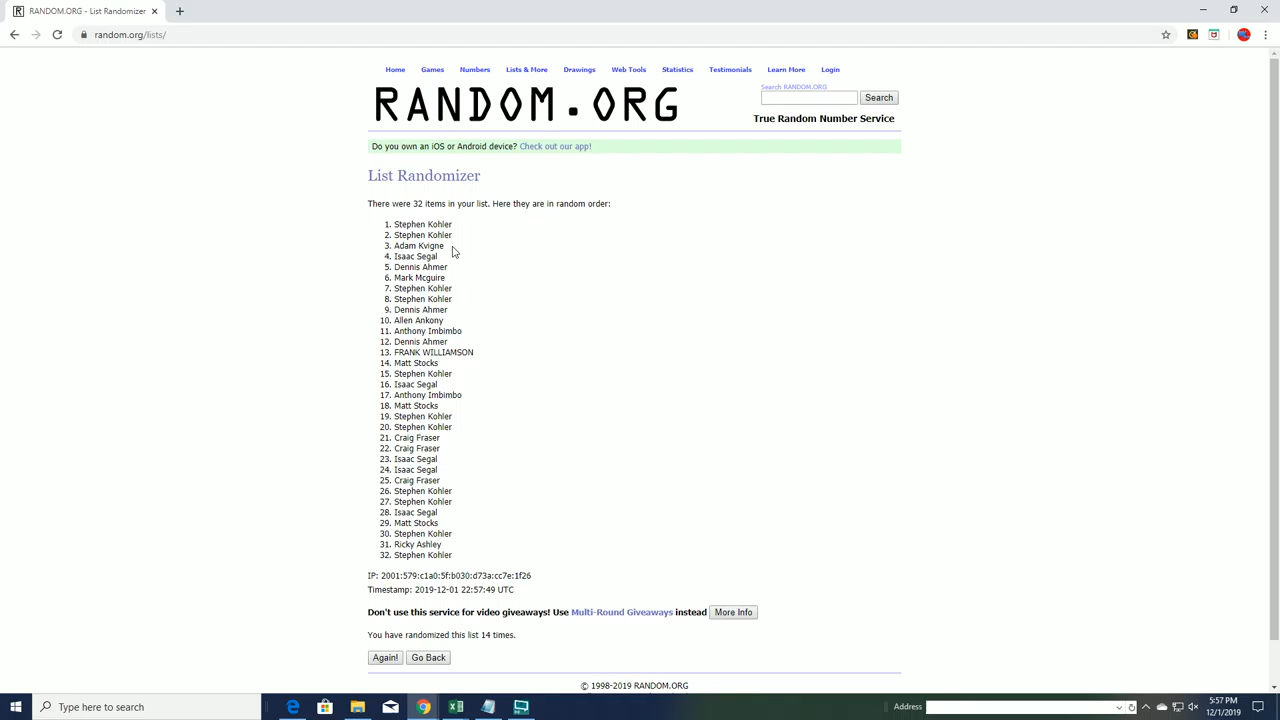 RANDOM.ORG - List Randomizer
random.org/lists/
Home Games Numbers Lists & More Drawings Web Tools Statistics Testimonials Learn More Login
Search RANDOM.ORG
RANDOM.ORG
Search
True Random Number Service
Do you own an iOS or Android device? Check out our app!
List Randomizer
There were 32 items in your list. Here they are in random order:
1. Stephen Kohler
2. Stephen Kohler
3. Adam Kvigne
4. Isaac Segal
5. Dennis Ahmer
6. Mark Mcguire
7. Stephen Kohler
8. Stephen Kohler
9. Dennis Ahmer
10. Allen Ankony
11. Anthony Imbimbo
12. Dennis Ahmer
13. FRANK WILLIAMSON
14. Matt Stocks
15. Stephen Kohler
16. Isaac Segal
17. Anthony Imbimbo
18. Matt Stocks
19. Stephen Kohler
20. Stephen Kohler
21. Craig Fraser
22. Craig Fraser
23. Isaac Segal
24. Isaac Segal
25. Craig Fraser
26. Stephen Kohler
27. Stephen Kohler
28. Isaac Segal
29. Matt Stocks
30. Stephen Kohler
31. Ricky Ashley
32. Stephen Kohler
IP: 2001:579:c1a0:5f:b030:d73a:cc7e:1f26
Timestamp: 2019-12-01 22:57:49 UTC
Don't use this service for video giveaways! Use Multi-Round Giveaways instead More Info
You have randomized this list 14 times.
Again! Go Back
© 1998-2019 RANDOM.ORG
Type here to search
Address
5:57 PM
12/1/2019